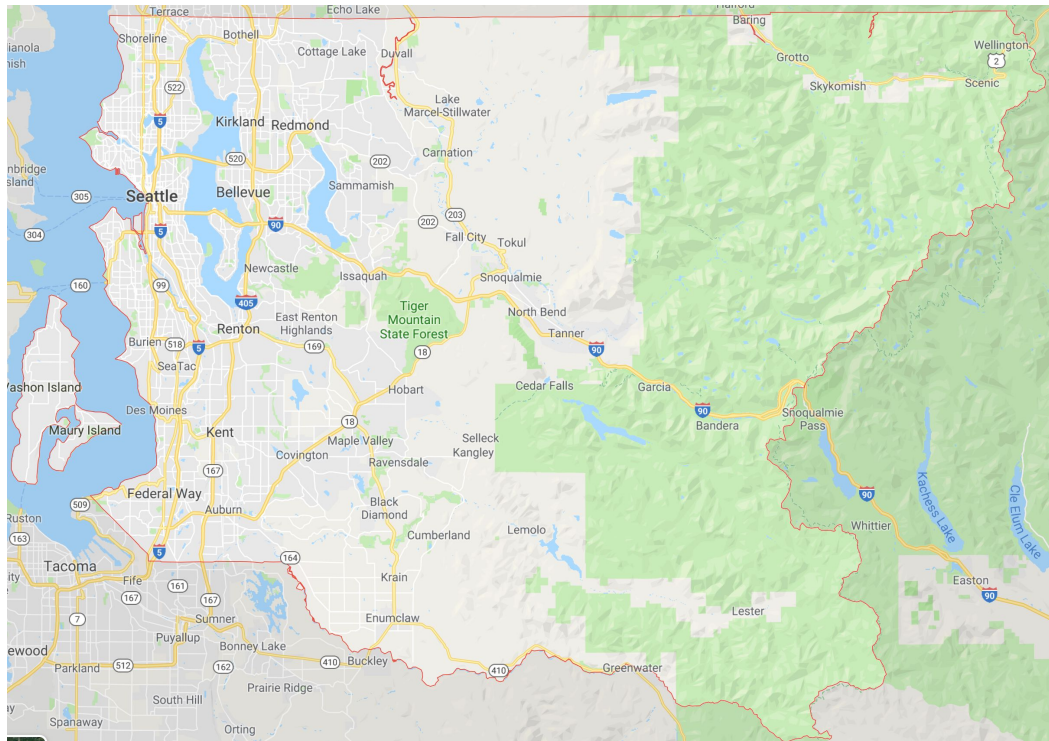 Echo Lake
Terrace
Bothell
Shoreline
Cottage Lake
Duvall
Baring
Wellington
2
Grotto
Scenic
Skykomish
522
Lake
Marcel-Stillwater
5
Kirkland
Redmond
Carnation
520
202
Sammamish
305
Seattle
Bellevue
203
202
90
5
304
Fall City
Tokul
Newcastle
Issaquah
Snoqualmie
160
99
405
Tiger
Mountain
State Forest
North Bend
East Renton
Highlands
Renton
Tanner
Burien
518
5
169
18
90
SeaTac
Vashon Island
Hobart
Cedar Falls
Garcia
Des Moines
90
Bandera
Snoqualmie
Pass
18
Maury Island
Kent
Maple Valley
Selleck
Kangley
Covington
Ravensdale
167
Federal Way
Black
Diamond
90
Kachess Lake
Cle Elum Lake
509
Auburn
Ruston
Lemolo
Whittier
163
Cumberland
5
164
Tacoma
Fife
Krain
Easton
161
167
167
90
7
Sumner
Enumclaw
Lester
Puyallup
Bonney Lake
410
Buckley
Parkland
512
162
410
Greenwater
Prairie Ridge
South Hill
Spanaway
Orting